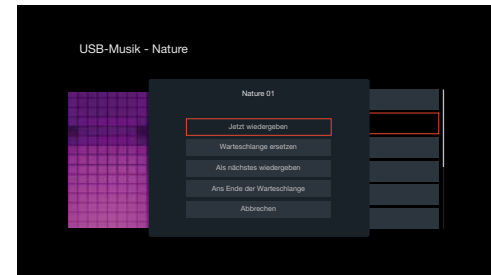 USB-Musik - Nature
Nature 01
Jetzt wiedergeben
Warteschlange ersetzen
Als nächstes wiedergeben
Ans Ende der Warteschlange
Abbrechen